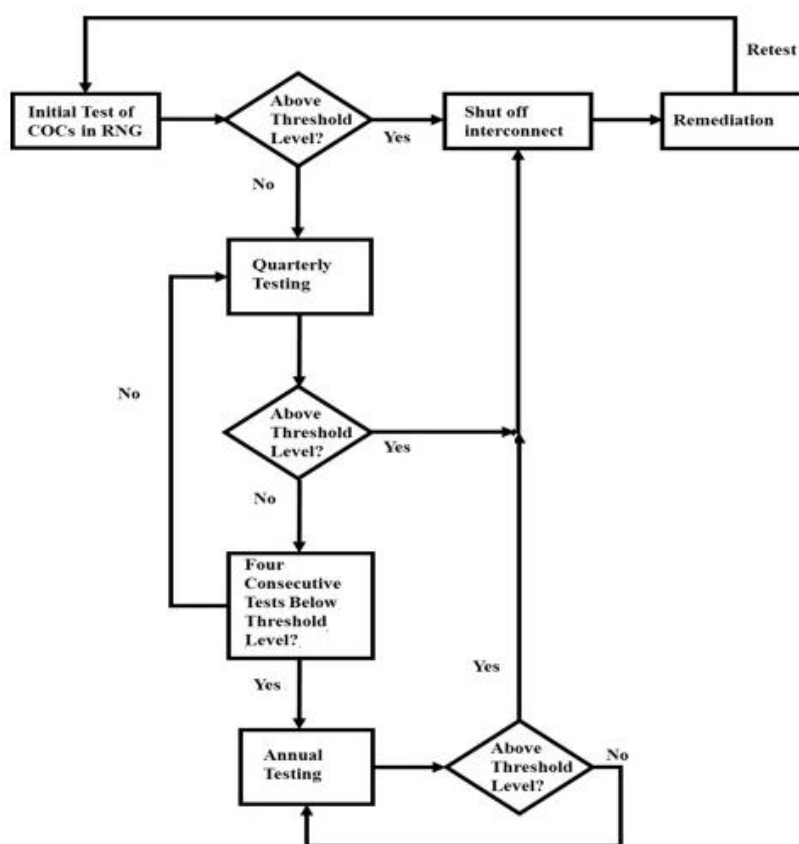 Retest
Initial Test of
COCs in RNG
Above
Threshold
Level?
Yes
Shut off
interconnect
Remediation
No
Quarterly
Testing
No
Above
Threshold
Level?
Yes
No
Four
Consecutive
Tests Below
Threshold
Level?
Yes
Yes
Annual
Testing
Above
Threshold
Level?
No